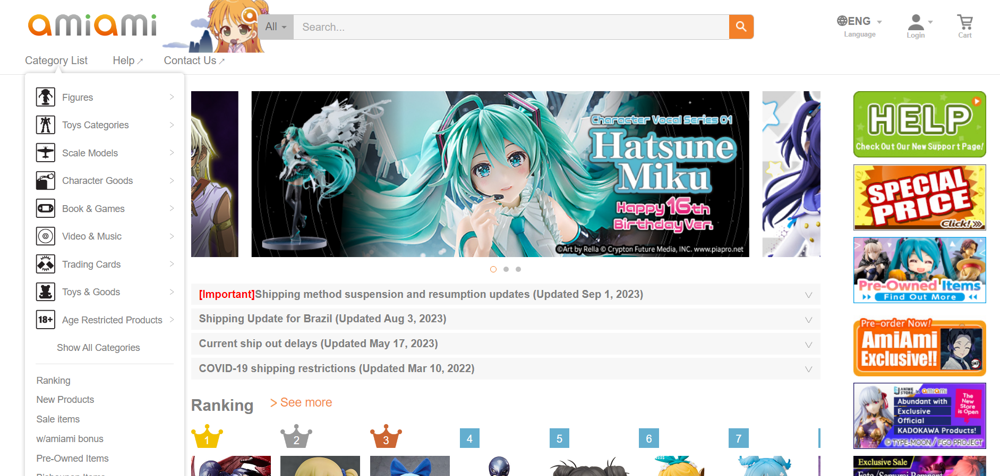 amiami
All
Search...
ENG
Language
Login
Cart
Category List
Help
Contact Us
Figures
Toys Categories
Scale Models
Character Goods
Book & Games
Video & Music
Trading Cards
Toys & Goods
18+ Age Restricted Products
Show All Categories
Ranking
New Products
Sale items
w/amiami bonus
Pre-Owned Items
Character Vocal Series 01
Hatsune
Miku
Happy 16th
Birthday Ver.
©Art by Rella © Crypton Future Media, INC. www.piapro.net
[Important]Shipping method suspension and resumption updates (Updated Sep 1, 2023)
Shipping Update for Brazil (Updated Aug 3, 2023)
Current ship out delays (Updated May 17, 2023)
COVID-19 shipping restrictions (Updated Mar 10, 2022)
Ranking
> See more
1
2
3
4
5
6
7
HELP
Check Out Our New Support Page!
SPECIAL
PRICE
Click!
Pre-Owned Items
Find Out More
Pre-order Now!
AmiAmi
Exclusive!!
ANIME STORE in amiami
Abundant with
Exclusive
Official
KADOKAWA Products!
The
New
Store
is Open
© TYPE-MOON / FGO PROJECT
Exclusive Sale
Fate/Samurai Remnant